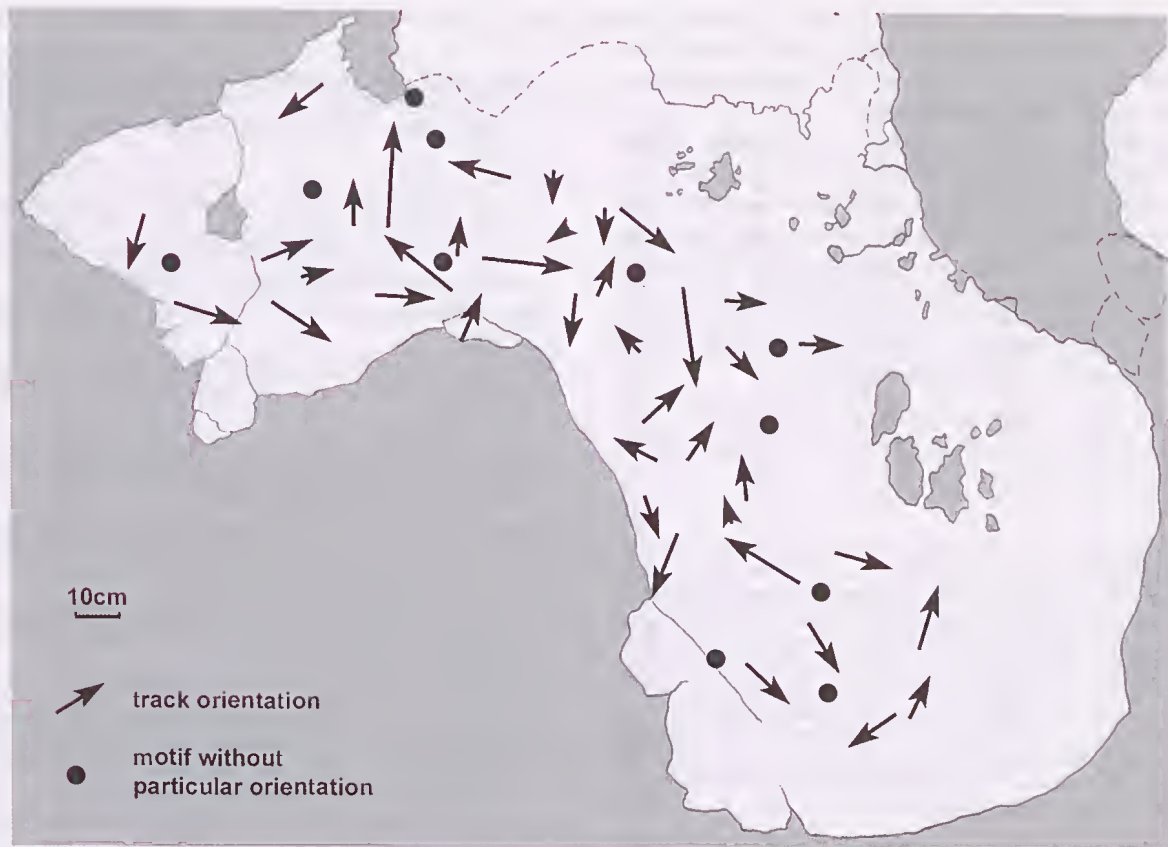 10cm
track orientation
motif without
particular orientation